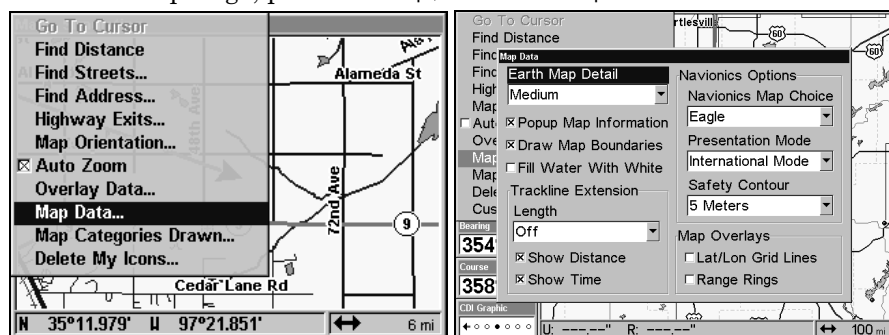 Go To Cursor
Find Distance
Find Streets...
Find Address...
Highway Exits...
Map Orientation...
Auto Zoom
Overlay Data...
Map Data...
Map Categories Drawn...
Delete My Icons...
48th Ave
Alameda St
72nd Ave
9
Cedar Lane Rd
N 35°11.979' W 97°21.851' 6 mi
Go To Cursor
Find Distance
Map Data
Earth Map Detail
Medium
Popup Map Information
Draw Map Boundaries
Fill Water With White
Trackline Extension
Length
Off
Show Distance
Show Time
Navionics Options
Navionics Map Choice
Eagle
Presentation Mode
International Mode
Safety Contour
5 Meters
Map Overlays
Lat/Lon Grid Lines
Range Rings
rtlesville
60
60
Bearing
354°
Course
358°
CDI Graphic
U: ---.--" R: ---.--" 100 mi